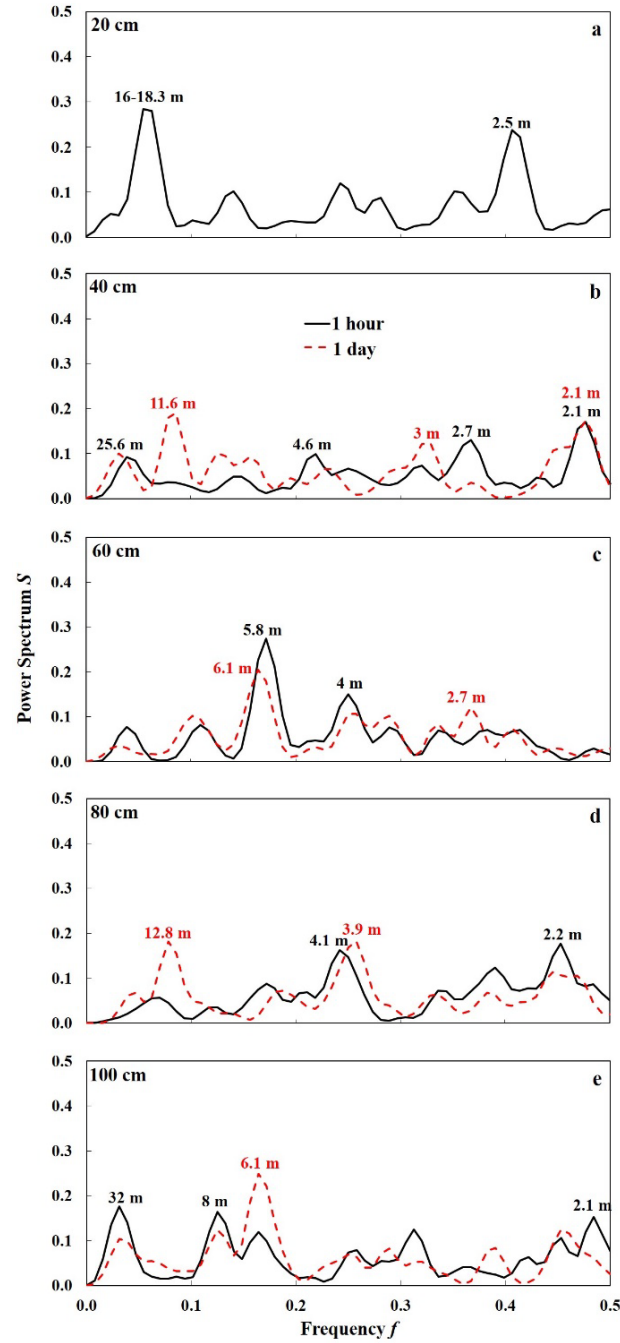 20 cm
a
0.5
0.4
0.3
0.2
0.1
0.0
16-18.3 m
2.5 m
40 cm
b
0.5
0.4
0.3
0.2
0.1
0.0
1 hour
1 day
11.6 m
25.6 m
4.6 m
3 m
2.7 m
2.1 m
2.1 m
60 cm
c
0.5
0.4
0.3
0.2
0.1
0.0
5.8 m
6.1 m
4 m
2.7 m
Power Spectrum S
80 cm
d
0.5
0.4
0.3
0.2
0.1
0.0
12.8 m
4.1 m
3.9 m
2.2 m
100 cm
e
0.5
0.4
0.3
0.2
0.1
0.0
32 m
8 m
6.1 m
2.1 m
0.0 0.1 0.2 0.3 0.4 0.5
Frequency f